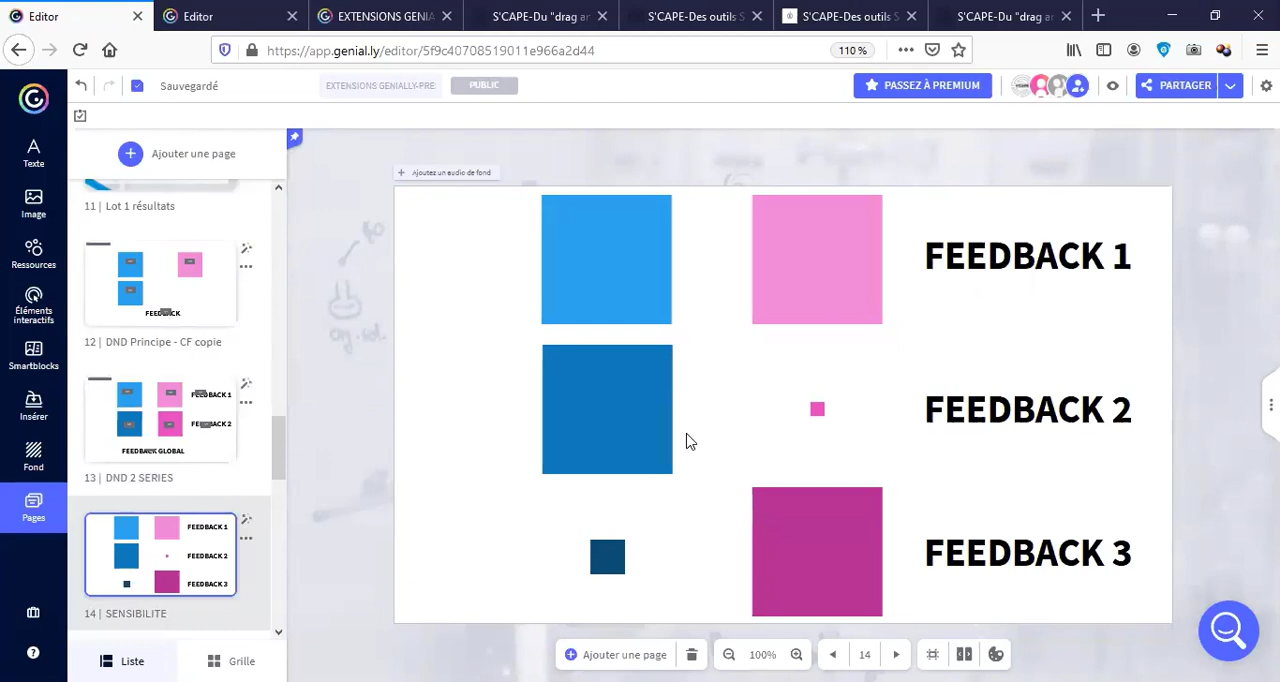 Editor
Editor
EXTENSIONS GENIA
S'CAPE-Du "drag ar
S'CAPE-Des outils S
S'CAPE-Des outils S
S'CAPE-Du "drag ar
https://app.genial.ly/editor/5f9c40708519011e966a2d44
110 %
Sauvegardé
EXTENSIONS GENIALLY-PRE:
PUBLIC
PASSEZ À PREMIUM
PARTAGER
Texte
Image
Ressources
Éléments
interactifs
Smartblocks
Insérer
Fond
Pages
Ajouter une page
11 | Lot 1 résultats
FEEDBACK
12 | DND Principe - CF copie
FEEDBACK 1
FEEDBACK 2
FEEDBACK GLOBAL
13 | DND 2 SERIES
FEEDBACK 1
FEEDBACK 2
FEEDBACK 3
14 | SENSIBILITE
Liste
Grille
Ajoutez un audio de fond
FEEDBACK 1
FEEDBACK 2
FEEDBACK 3
Ajouter une page
100%
14